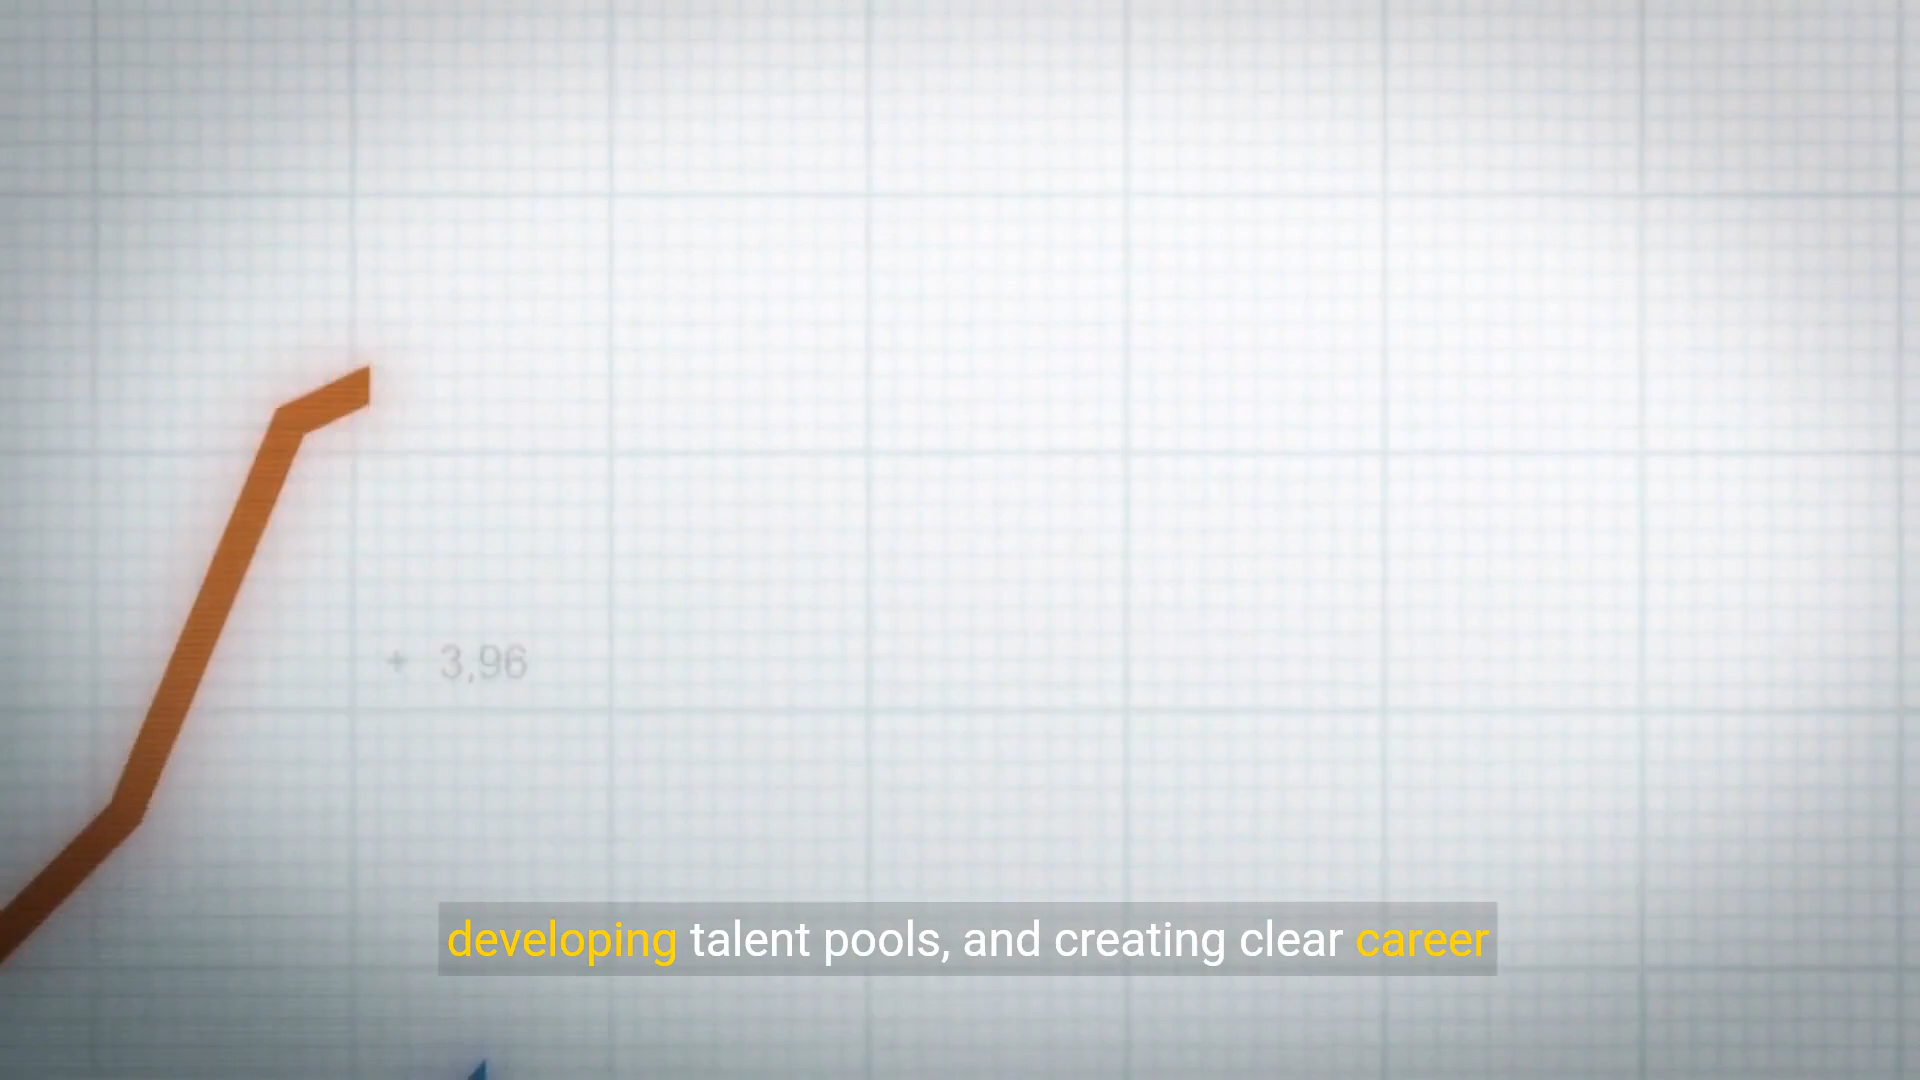 + 3,96
developing talent pools, and creating clear career